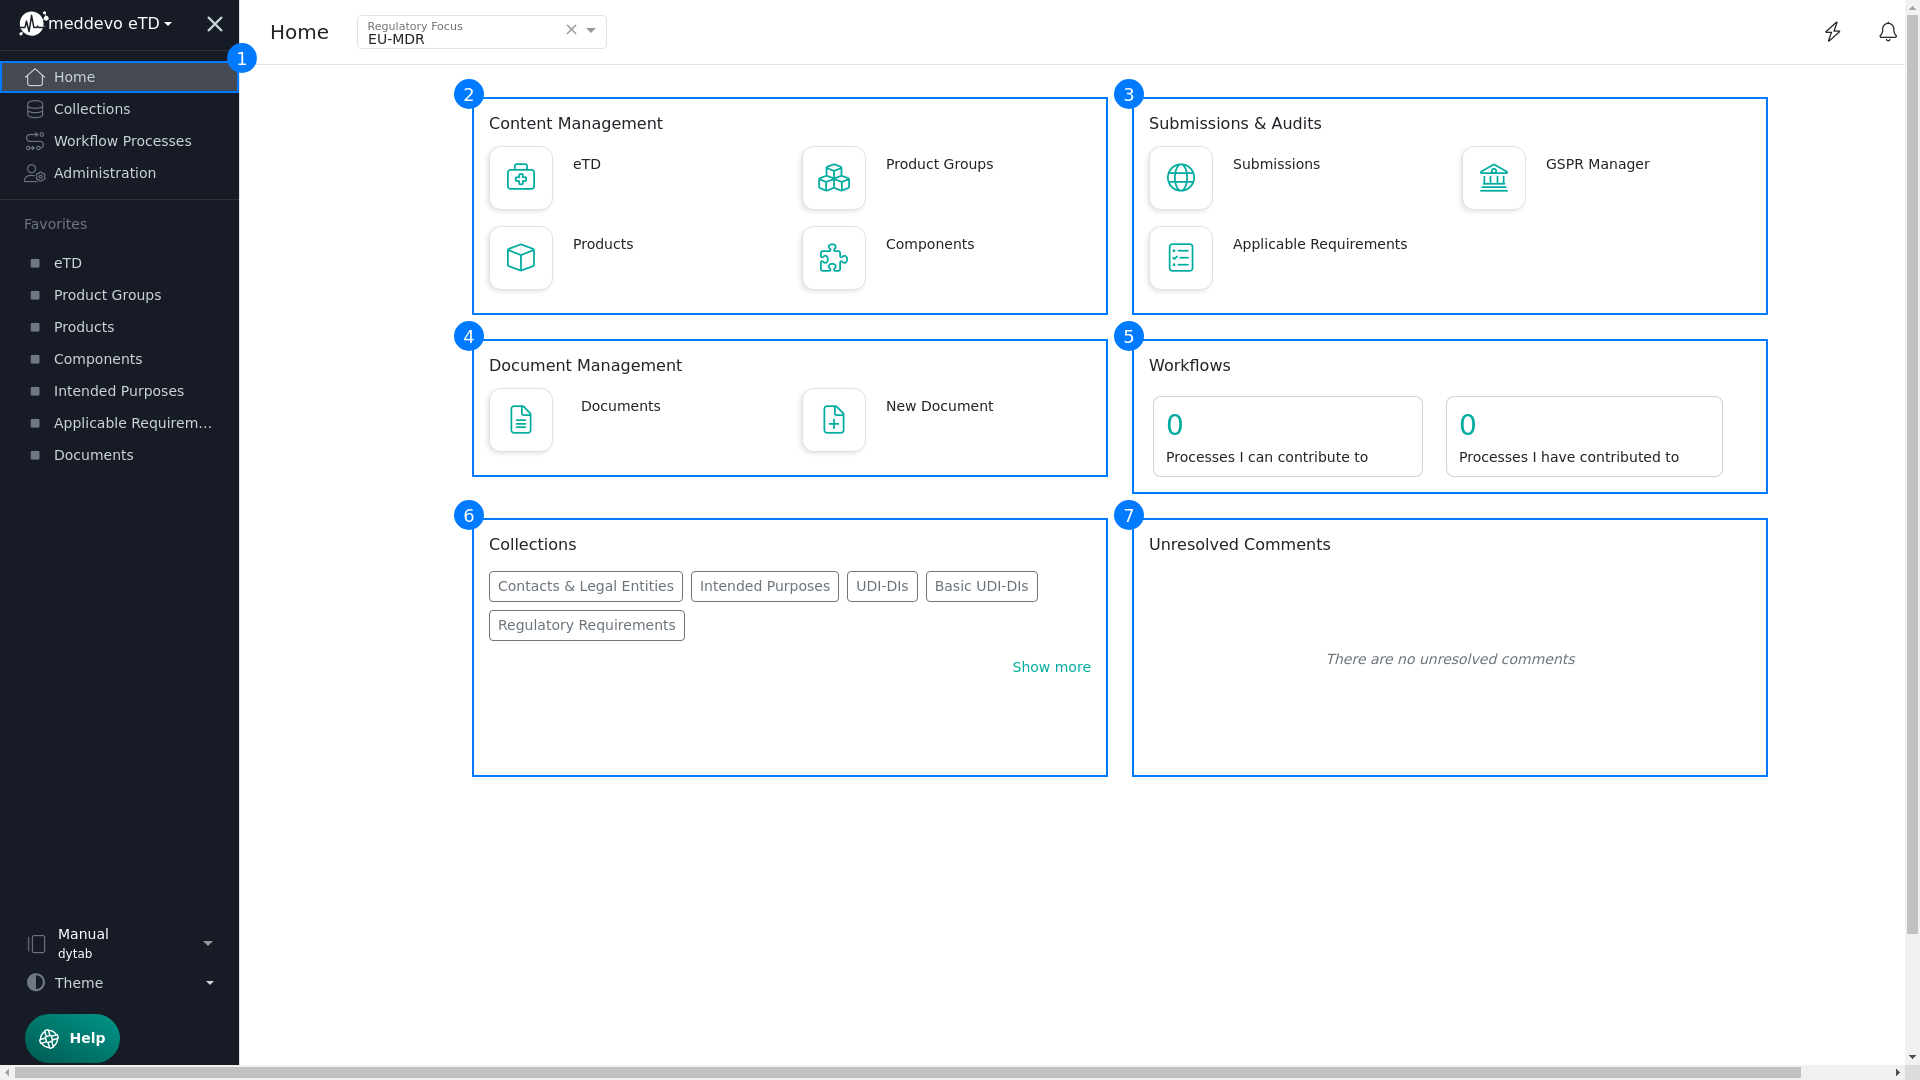 meddevo eTD
1
Home
Collections
Workflow Processes
Administration
Favorites
eTD
Product Groups
Products
Components
Intended Purposes
Applicable Requirem...
Documents
Manual
dytab
Theme
Help
Home
Regulatory Focus
EU-MDR
2
Content Management
eTD
Product Groups
Products
Components
3
Submissions & Audits
Submissions
GSPR Manager
Applicable Requirements
4
Document Management
Documents
New Document
5
Workflows
0
Processes I can contribute to
0
Processes I have contributed to
6
Collections
Contacts & Legal Entities
Intended Purposes
UDI-DIs
Basic UDI-DIs
Regulatory Requirements
Show more
7
Unresolved Comments
There are no unresolved comments